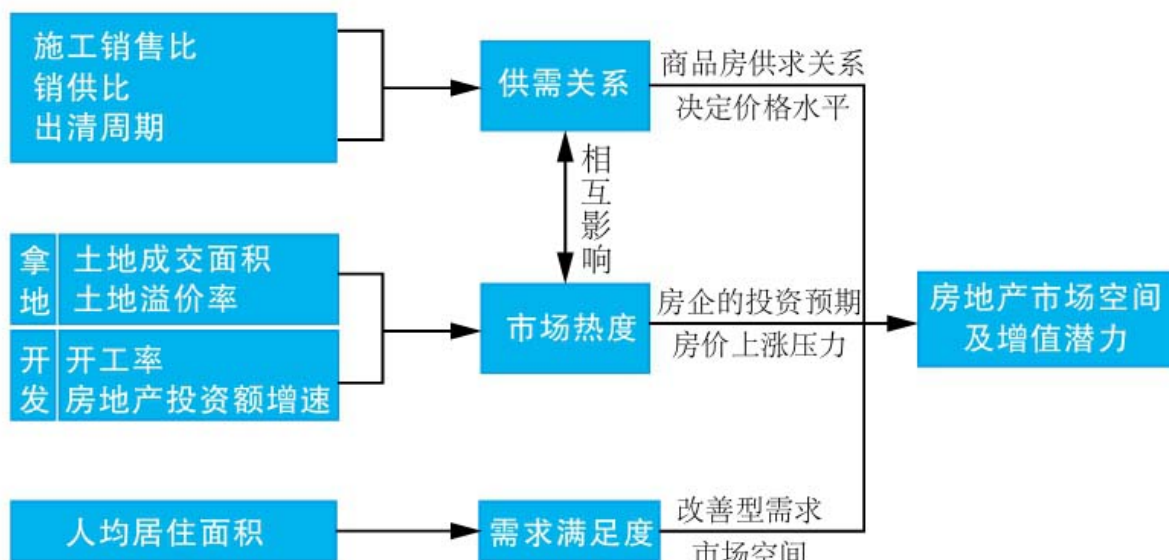 施工销售比
销供比
出清周期
供需关系
商品房供求关系
决定价格水平
相互影响
拿地
土地成交面积
土地溢价率
开发
开工率
房地产投资额增速
市场热度
房企的投资预期
房价上涨压力
房地产市场空间
及增值潜力
人均居住面积
需求满足度
改善型需求
市场空间